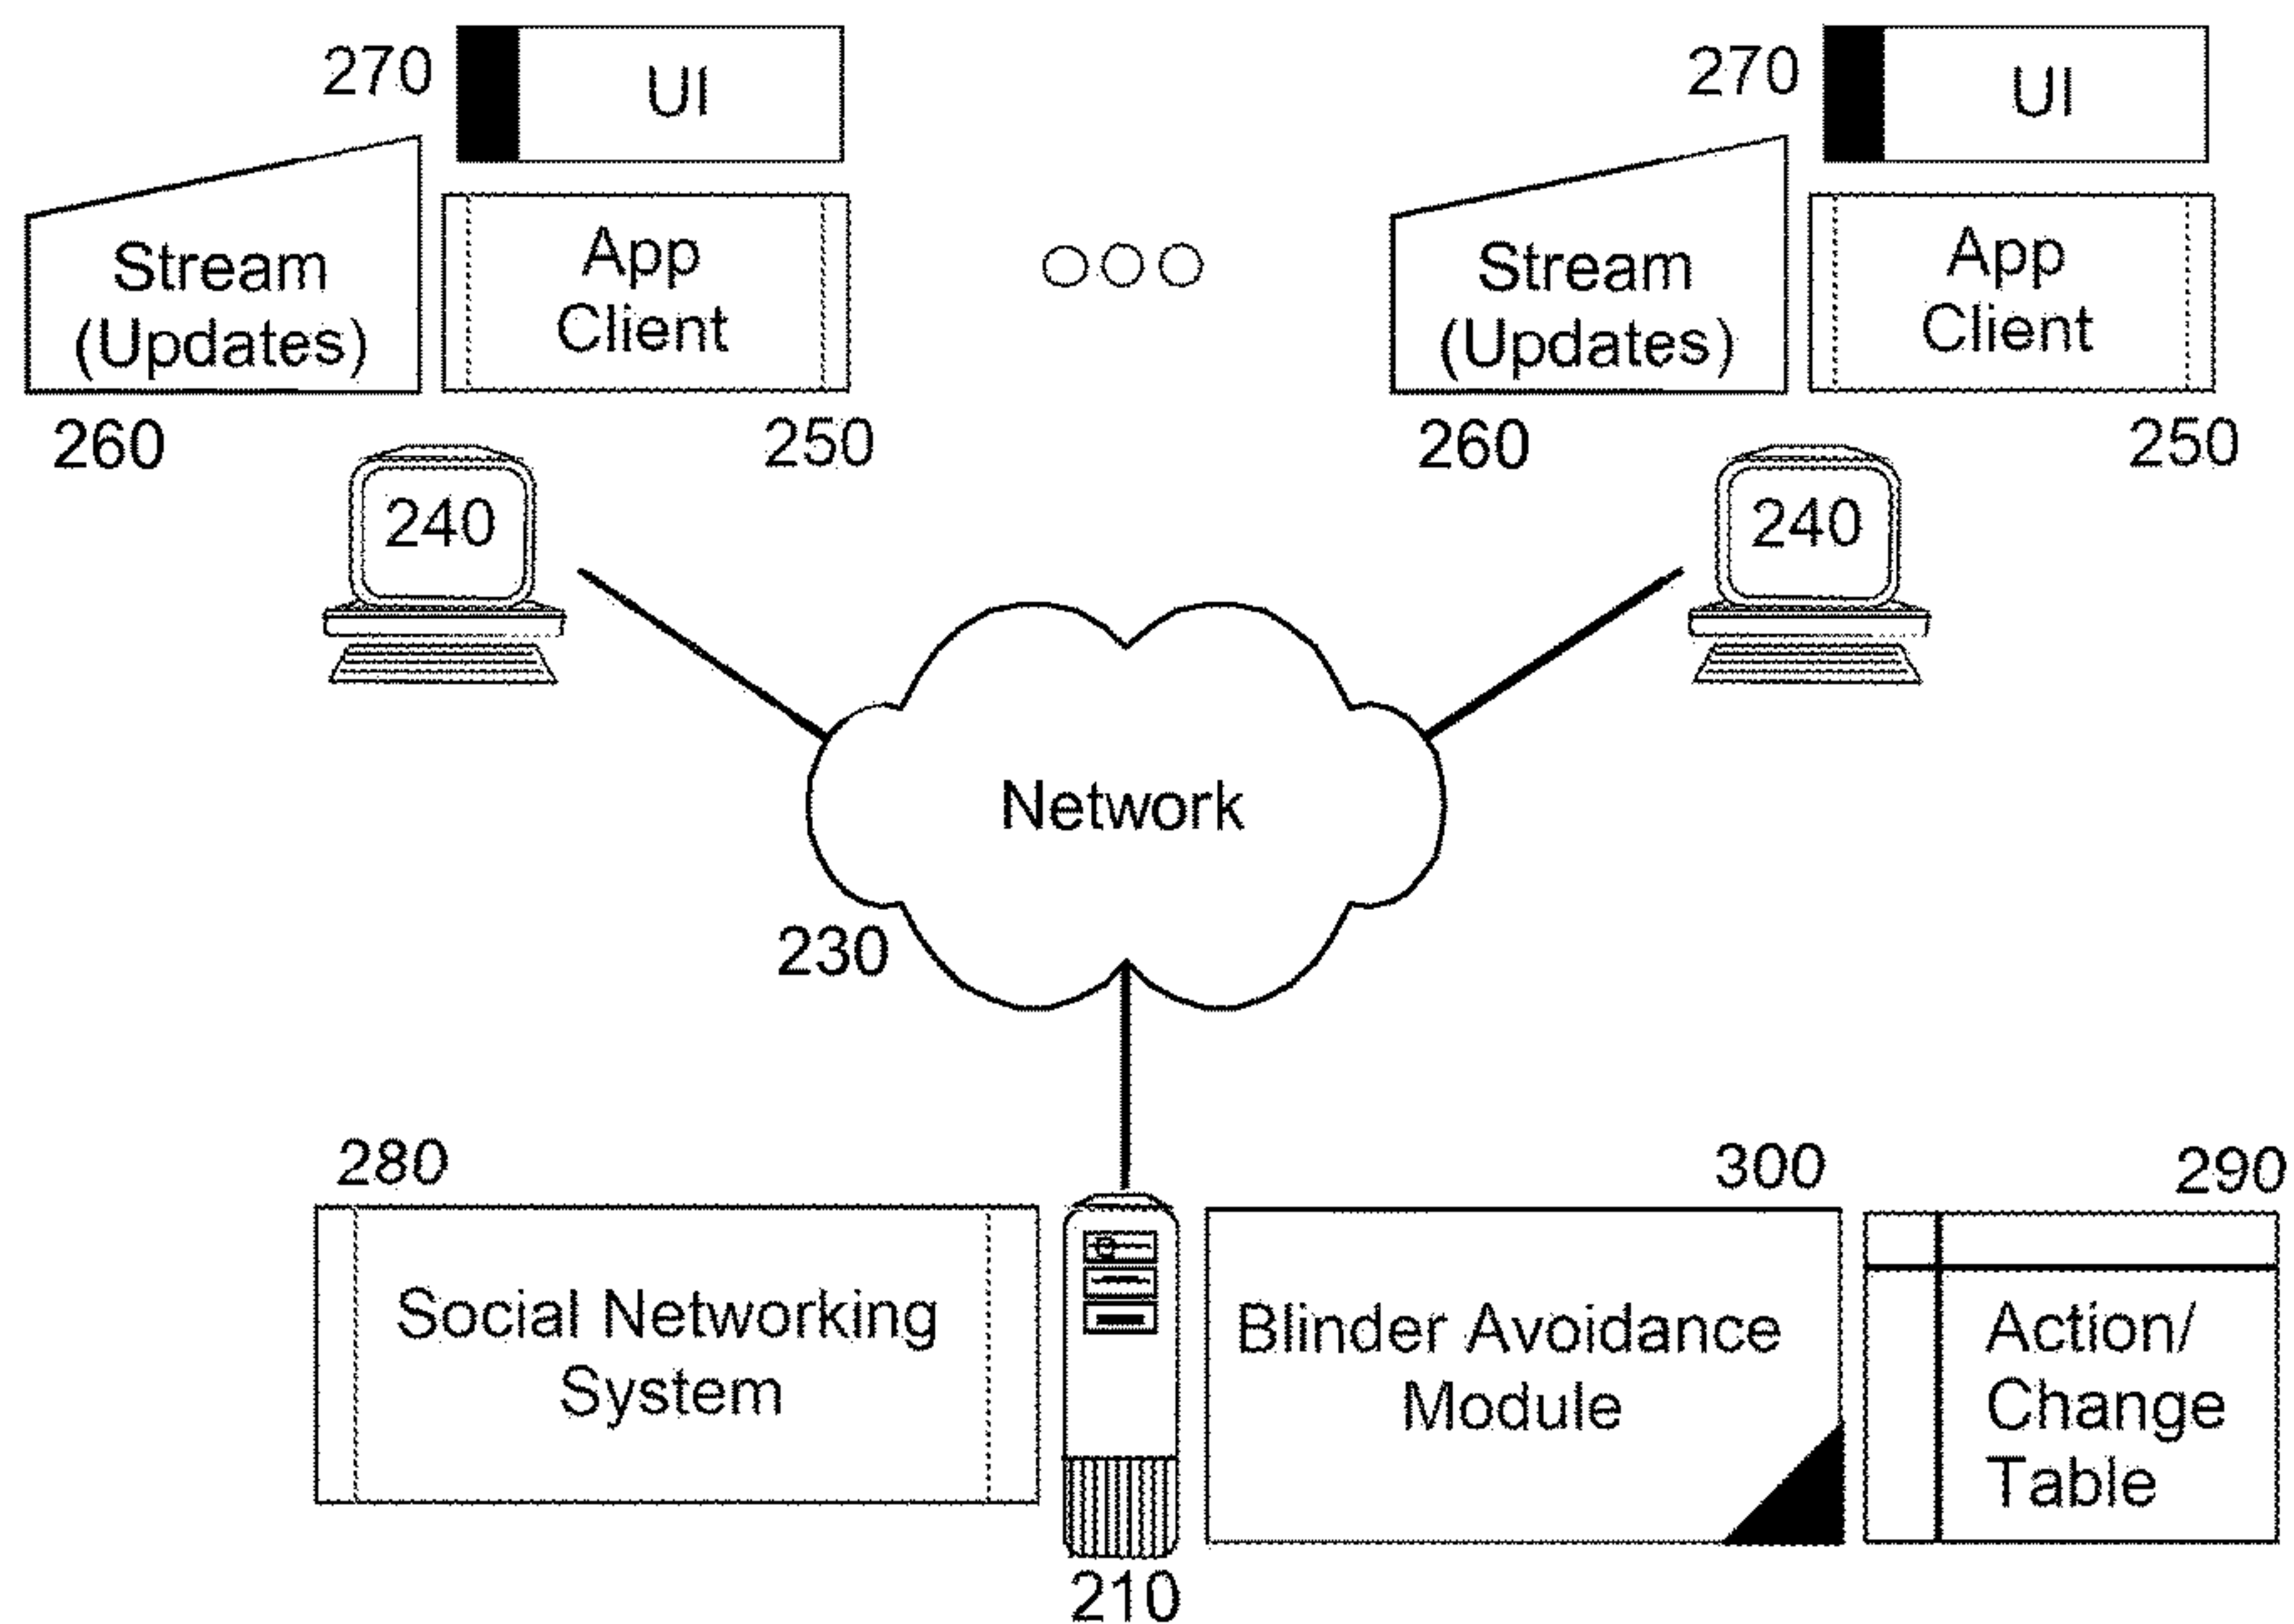 270
UI
270
UI
Stream
(Updates)
App
Client
Stream
(Updates)
App
Client
260
250
260
250
240
240
Network
230
280
300
290
Social Networking
System
Blinder Avoidance
Module
Action/
Change
Table
210